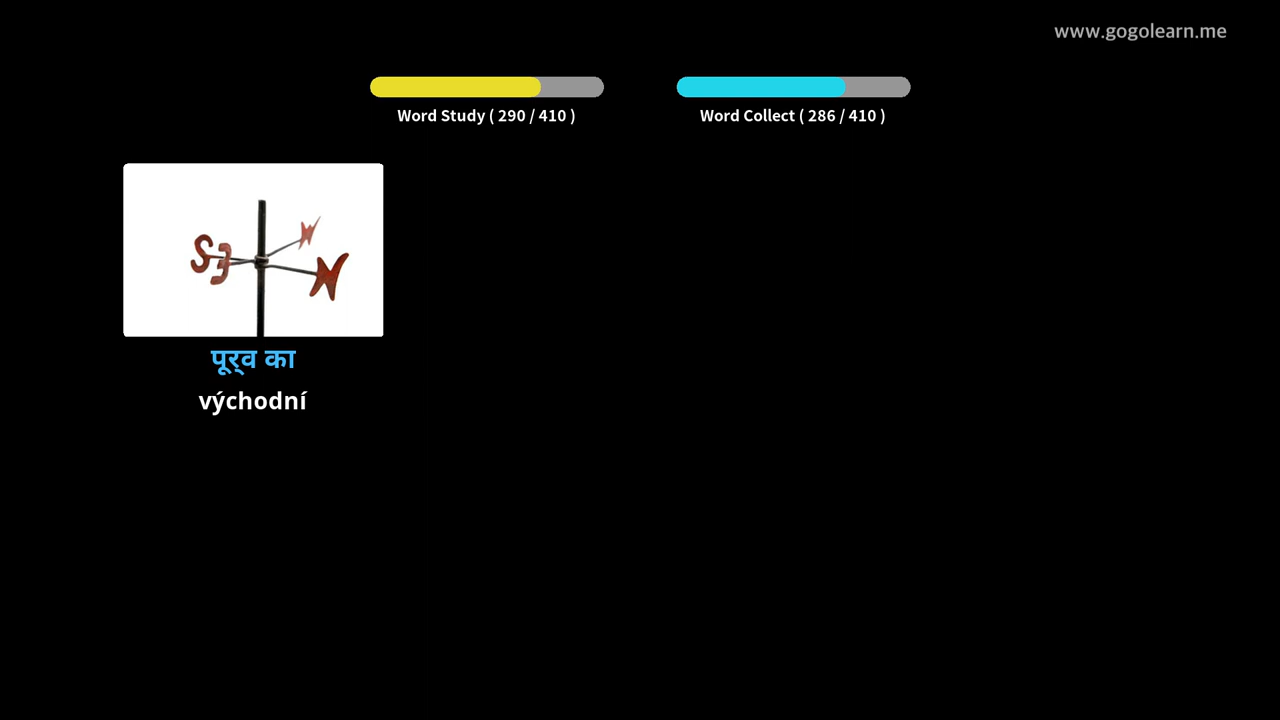 www.gogolearn.me
Word Study ( 290 / 410 )
Word Collect ( 286 / 410 )
S E N W
पूर्व का
východní